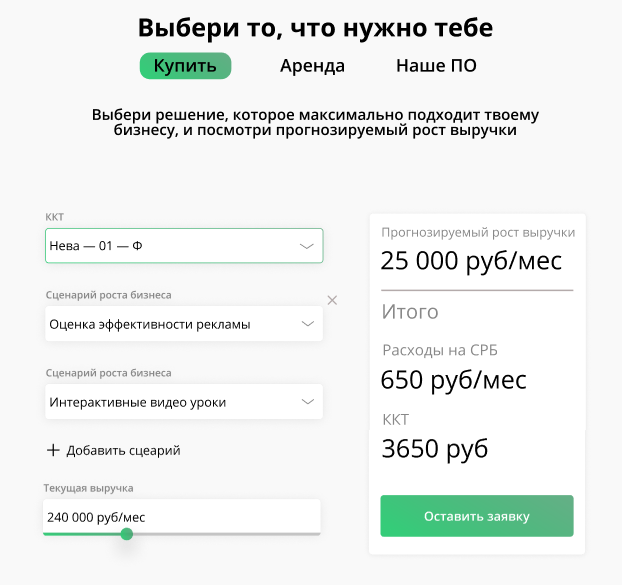 Выбери то, что нужно тебе
Купить
Аренда
Наше ПО
Выбери решение, которое максимально подходит твоему
бизнесу, и посмотри прогнозируемый рост выручки
ККТ
Нева — 01 — Ф
Сценарий роста бизнеса
Оценка эффективности рекламы
Сценарий роста бизнеса
Интерактивные видео уроки
Добавить сцеарий
Текущая выручка
240 000 руб/мес
Прогнозируемый рост выручки
25 000 руб/мес
Итого
Расходы на СРБ
650 руб/мес
ККТ
3650 руб
Оставить заявку